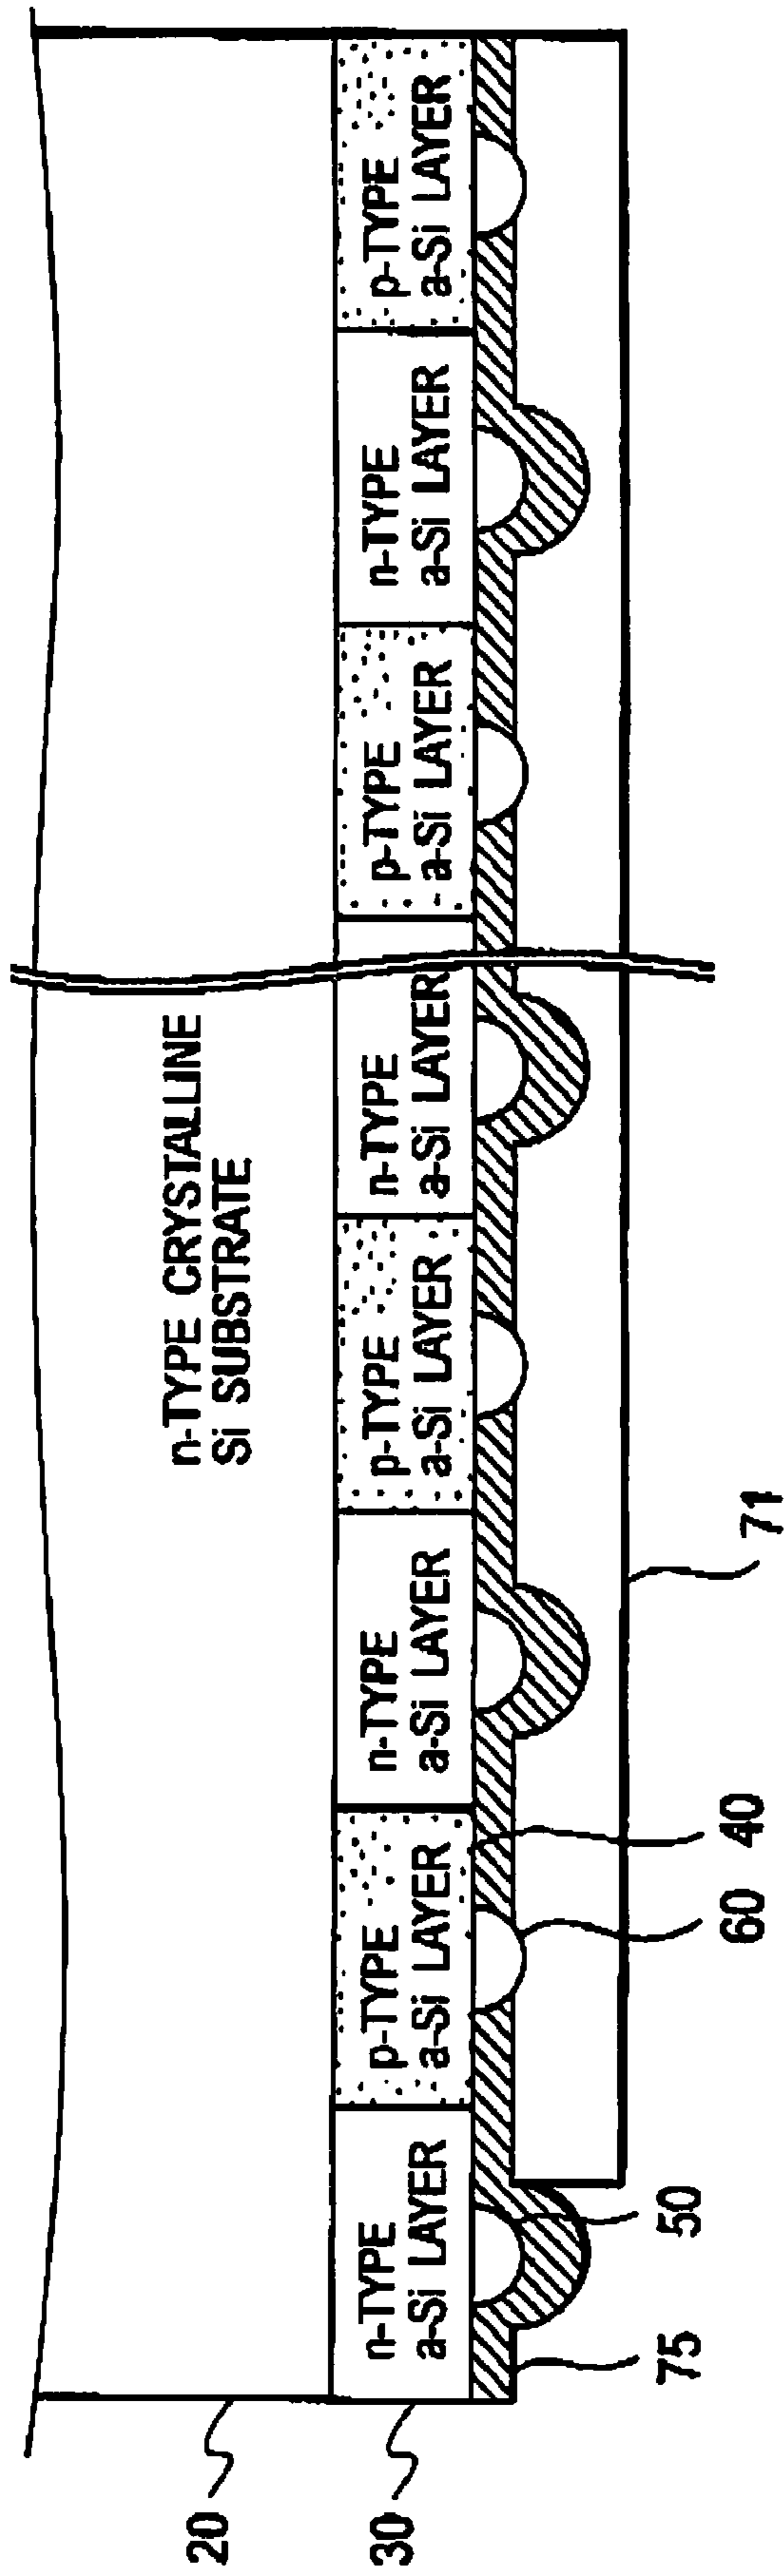 n-TYPE CRYSTALLINE
Si SUBSTRATE
n-TYPE
a-Si LAYER
p-TYPE
a-Si LAYER
n-TYPE
a-Si LAYER
p-TYPE
a-Si LAYER
n-TYPE
a-Si LAYER
p-TYPE
a-Si LAYER
n-TYPE
a-Si LAYER
p-TYPE
a-Si LAYER
20
30
75
50
60
40
71